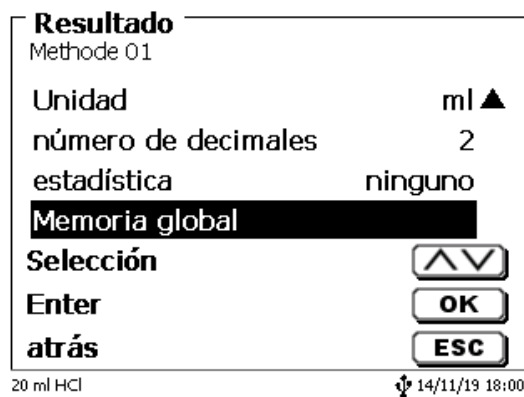 Resultado
Methode 01
Unidad ml
número de decimales 2
estadística ninguno
Memoria global
Selección
Enter OK
atrás ESC
20 ml HCl 14/11/19 18:00